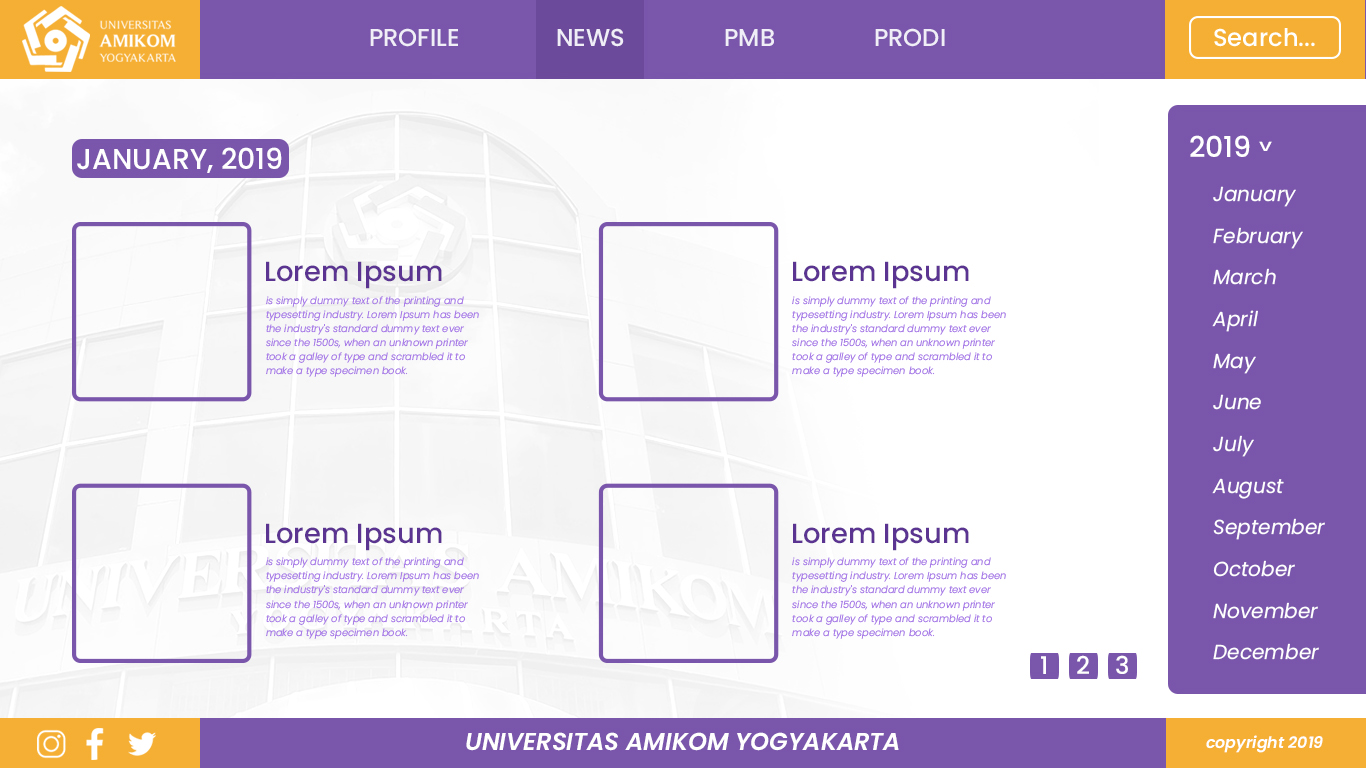 UNIVERSITAS
AMIKOM
YOGYAKARTA
PROFILE
NEWS
PMB
PRODI
Search...
JANUARY, 2019
Lorem Ipsum
is simply dummy text of the printing and
typesetting industry. Lorem Ipsum has been
the industry's standard dummy text ever
since the 1500s, when an unknown printer
took a galley of type and scrambled it to
make a type specimen book.
Lorem Ipsum
is simply dummy text of the printing and
typesetting industry. Lorem Ipsum has been
the industry's standard dummy text ever
since the 1500s, when an unknown printer
took a galley of type and scrambled it to
make a type specimen book.
Lorem Ipsum
is simply dummy text of the printing and
typesetting industry. Lorem Ipsum has been
the industry's standard dummy text ever
since the 1500s, when an unknown printer
took a galley of type and scrambled it to
make a type specimen book.
Lorem Ipsum
is simply dummy text of the printing and
typesetting industry. Lorem Ipsum has been
the industry's standard dummy text ever
since the 1500s, when an unknown printer
took a galley of type and scrambled it to
make a type specimen book.
1 2 3
2019
January
February
March
April
May
June
July
August
September
October
November
December
UNIVERSITAS AMIKOM YOGYAKARTA
copyright 2019